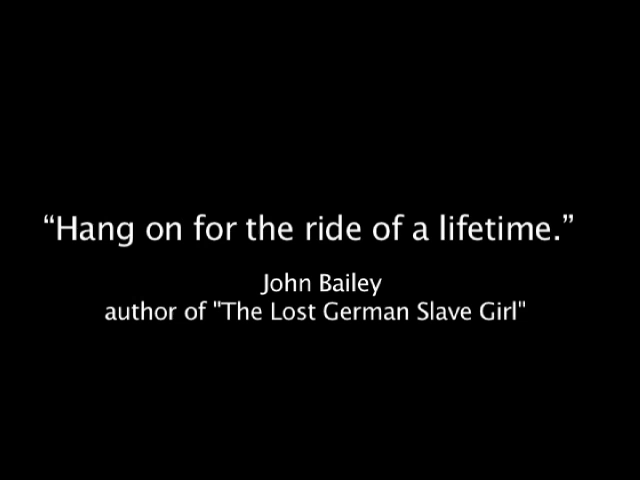 “Hang on for the ride of a lifetime.”
John Bailey
author of "The Lost German Slave Girl"